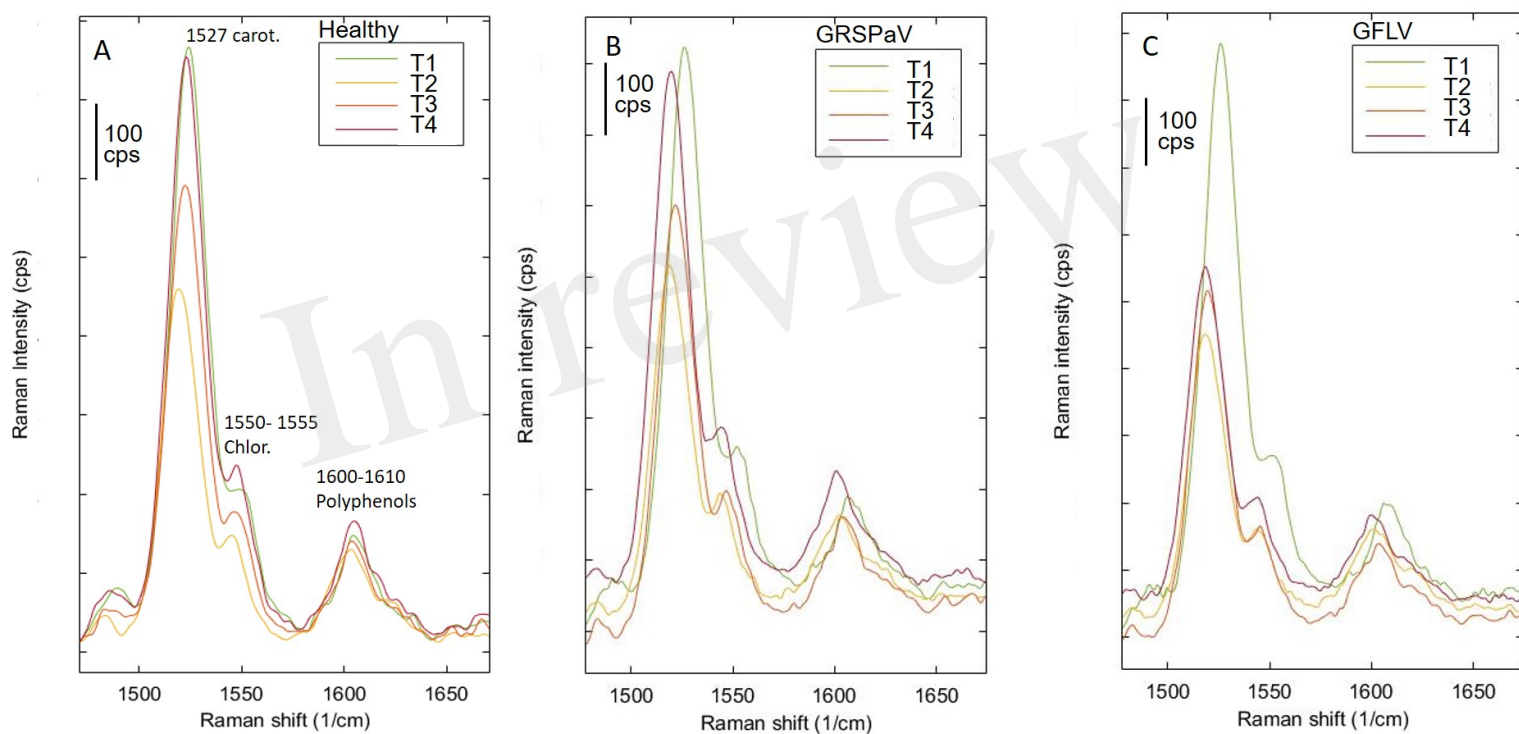 A
1527 carot.
Healthy
T1
T2
T3
T4
100
cps
1550- 1555
Chlor.
1600-1610
Polyphenols
Raman Intensity (cps)
1500
1550
1600
1650
Raman shift (1/cm)
B
GRSPaV
T1
T2
T3
T4
100
cps
Raman intensity (cps)
1500
1550
1600
1650
Raman shift (1/cm)
C
GFLV
T1
T2
T3
T4
100
cps
Raman intensity (cps)
1500
1550
1600
1650
Raman shift (1/cm)
In review